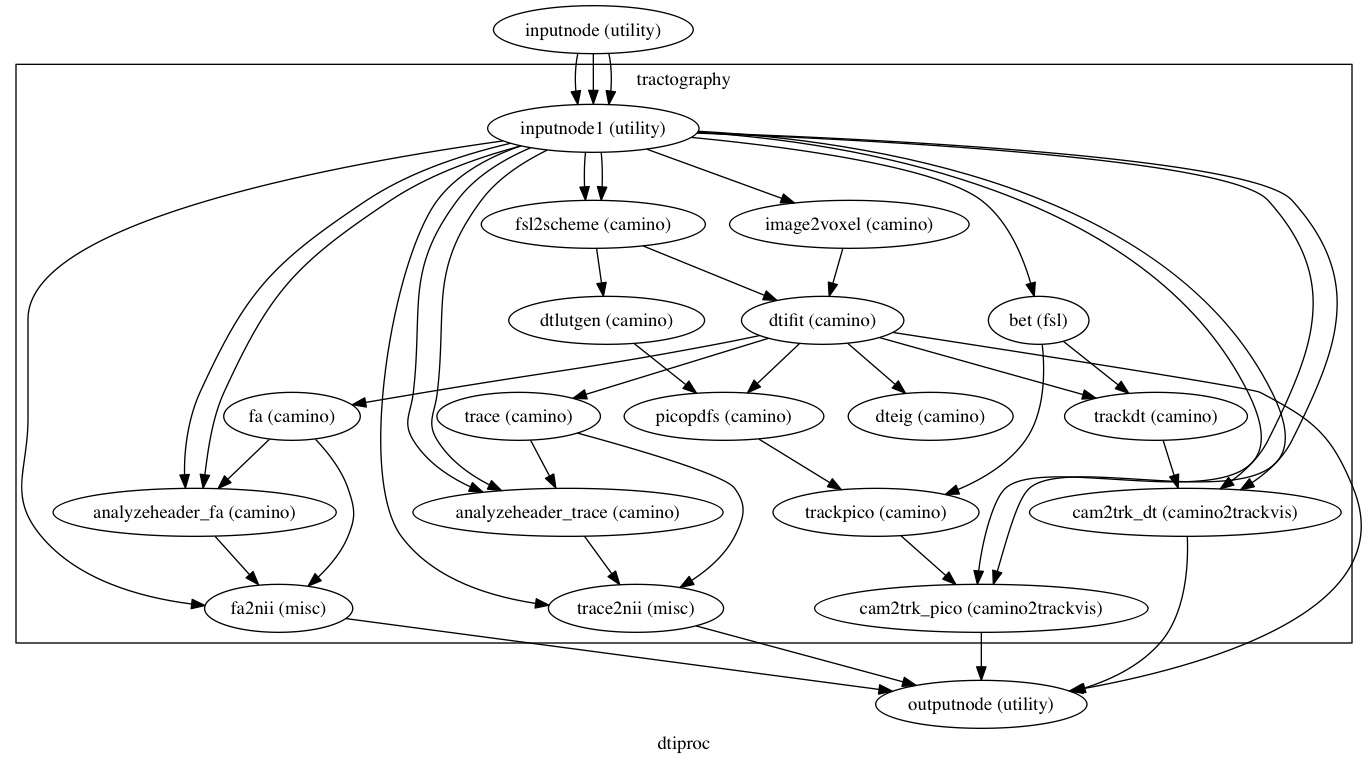 inputnode (utility)
tractography
inputnode1 (utility)
fsl2scheme (camino)
image2voxel (camino)
dtlutgen (camino)
dtifit (camino)
bet (fsl)
fa (camino)
trace (camino)
picopdfs (camino)
dteig (camino)
trackdt (camino)
analyzeheader_fa (camino)
analyzeheader_trace (camino)
trackpico (camino)
cam2trk_dt (camino2trackvis)
fa2nii (misc)
trace2nii (misc)
cam2trk_pico (camino2trackvis)
outputnode (utility)
dtiproc